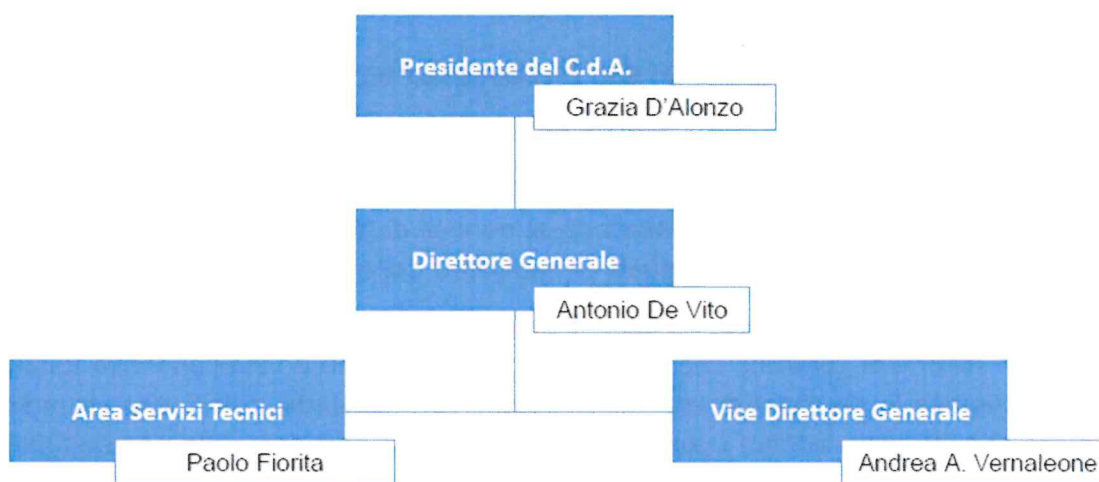 Presidente del C.d.A.
Grazia D'Alonzo
Direttore Generale
Antonio De Vito
Area Servizi Tecnici
Paolo Fiorita
Vice Direttore Generale
Andrea A. Vernaleone